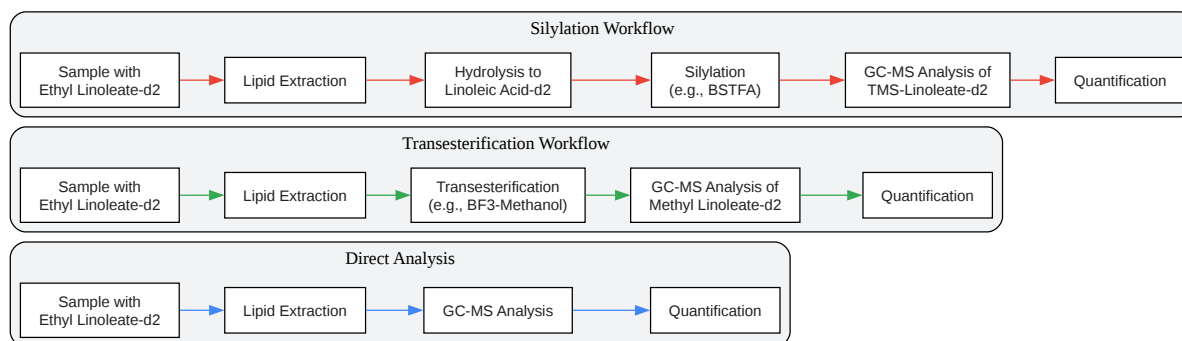 Silylation Workflow
Sample with
Ethyl Linoleate-d2
Lipid Extraction
Hydrolysis to
Linoleic Acid-d2
Silylation
(e.g., BSTFA)
GC-MS Analysis of
TMS-Linoleate-d2
Quantification
Transesterification Workflow
Sample with
Ethyl Linoleate-d2
Lipid Extraction
Transesterification
(e.g., BF3-Methanol)
GC-MS Analysis of
Methyl Linoleate-d2
Quantification
Direct Analysis
Sample with
Ethyl Linoleate-d2
Lipid Extraction
GC-MS Analysis
Quantification